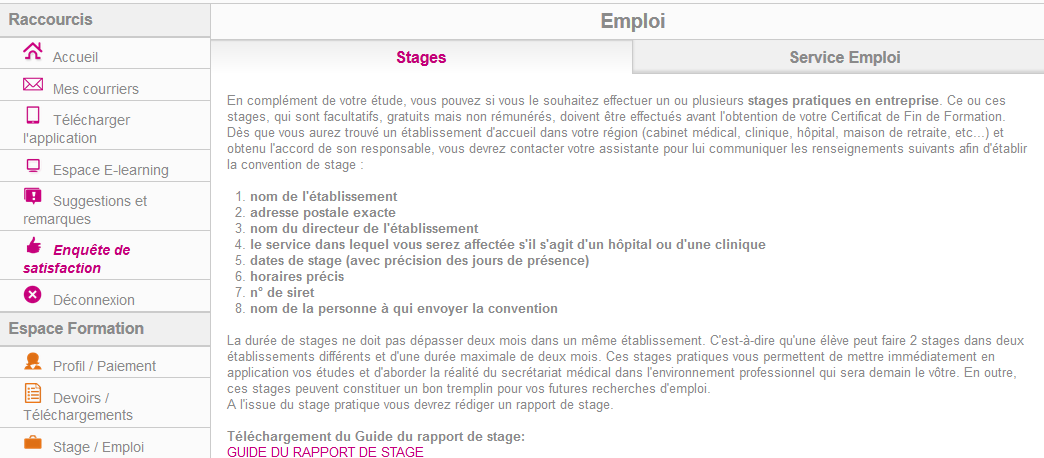 Raccourcis
Accueil
Mes courriers
Télécharger
l'application
Espace E-learning
Suggestions et
remarques
Enquête de
satisfaction
Déconnexion
Espace Formation
Profil / Paiement
Devoirs /
Téléchargements
Stage / Emploi
Emploi
Stages
Service Emploi
En complément de votre étude, vous pouvez si vous le souhaitez effectuer un ou plusieurs stages pratiques en entreprise. Ce ou ces
stages, qui sont facultatifs, gratuits mais non rémunérés, doivent être effectués avant l'obtention de votre Certificat de Fin de Formation.
Dès que vous aurez trouvé un établissement d'accueil dans votre région (cabinet médical, clinique, hôpital, maison de retraite, etc...) et
obtenu l'accord de son responsable, vous devrez contacter votre assistante pour lui communiquer les renseignements suivants afin d'établir
la convention de stage :
1. nom de l'établissement
2. adresse postale exacte
3. nom du directeur de l'établissement
4. le service dans lequel vous serez affectée s'il s'agit d'un hôpital ou d'une clinique
5. dates de stage (avec précision des jours de présence)
6. horaires précis
7. n° de siret
8. nom de la personne à qui envoyer la convention
La durée de stages ne doit pas dépasser deux mois dans un même établissement. C'est-à-dire qu'une élève peut faire 2 stages dans deux
établissements différents et d'une durée maximale de deux mois. Ces stages pratiques vous permettent de mettre immédiatement en
application vos études et d'aborder la réalité du secrétariat médical dans l'environnement professionnel qui sera demain le vôtre. En outre,
ces stages peuvent constituer un bon tremplin pour vos futures recherches d'emploi.
A l'issue du stage pratique vous devrez rédiger un rapport de stage.
Téléchargement du Guide du rapport de stage:
GUIDE DU RAPPORT DE STAGE